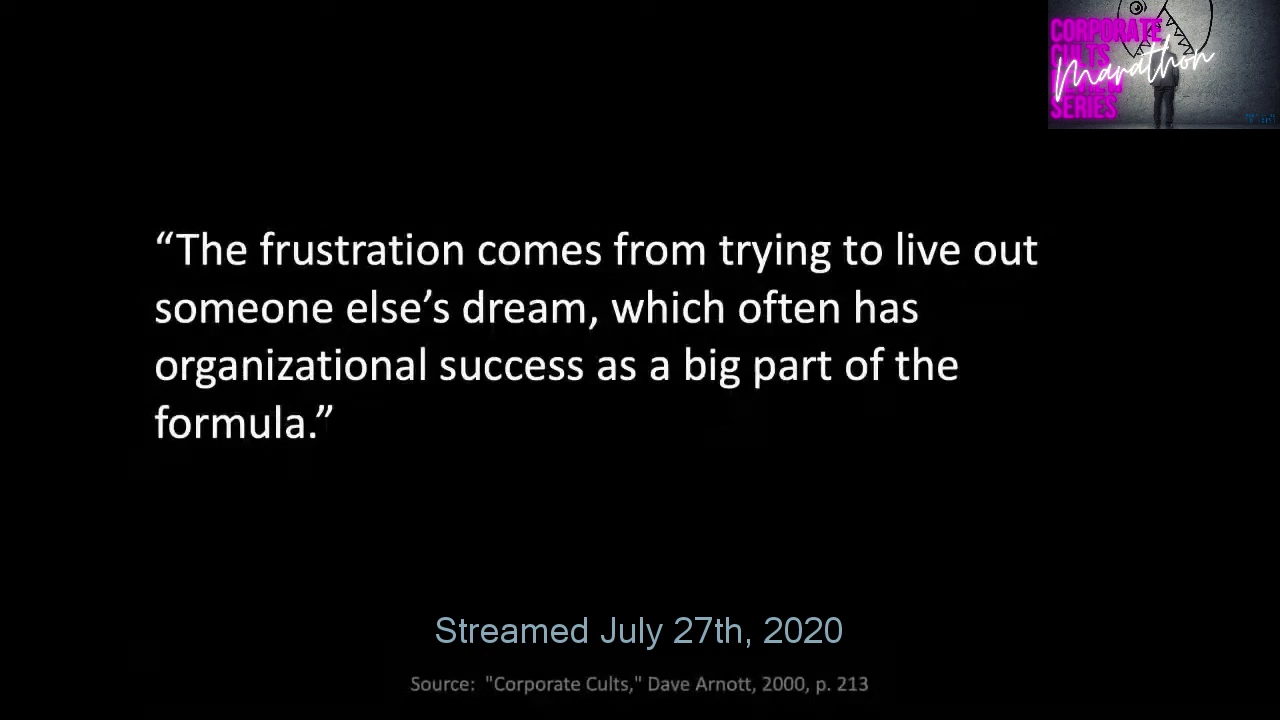 CORPORATE
CULTS
Marathon
SERIES
“The frustration comes from trying to live out
someone else’s dream, which often has
organizational success as a big part of the
formula.”
Streamed July 27th, 2020
Source: "Corporate Cults," Dave Arnott, 2000, p. 213